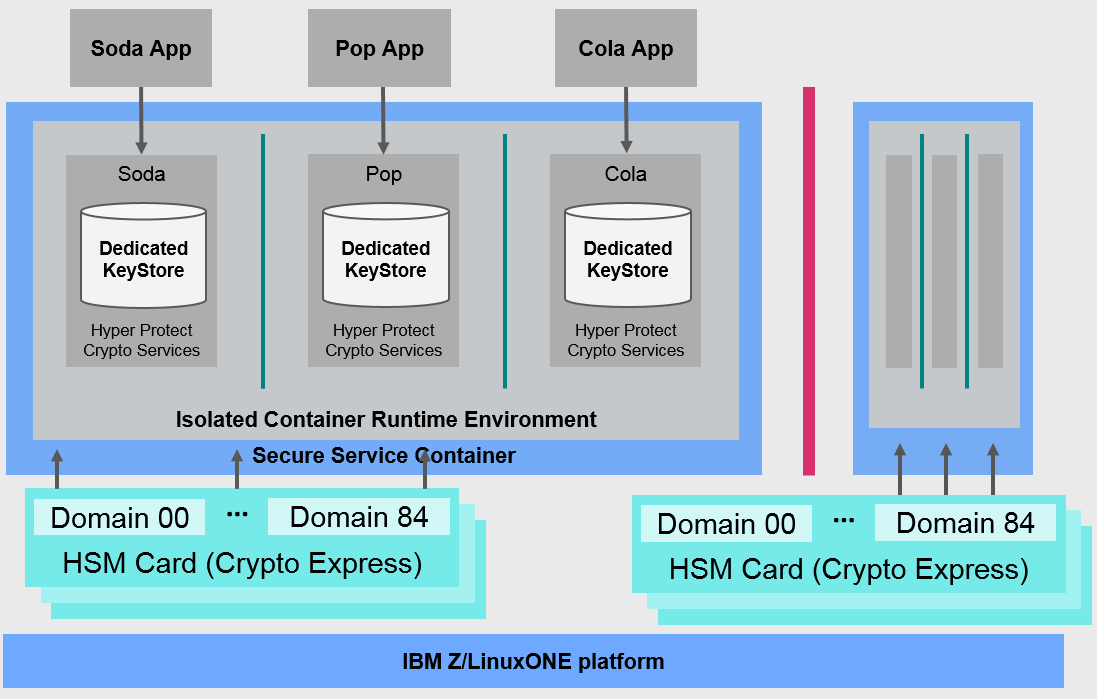 Soda App
Pop App
Cola App
Soda
Pop
Cola
Dedicated
KeyStore
Dedicated
KeyStore
Dedicated
KeyStore
Hyper Protect
Crypto Services
Hyper Protect
Crypto Services
Hyper Protect
Crypto Services
Isolated Container Runtime Environment
Secure Service Container
Domain 00
...
Domain 84
HSM Card (Crypto Express)
Domain 00
...
Domain 84
HSM Card (Crypto Express)
IBM Z/LinuxONE platform